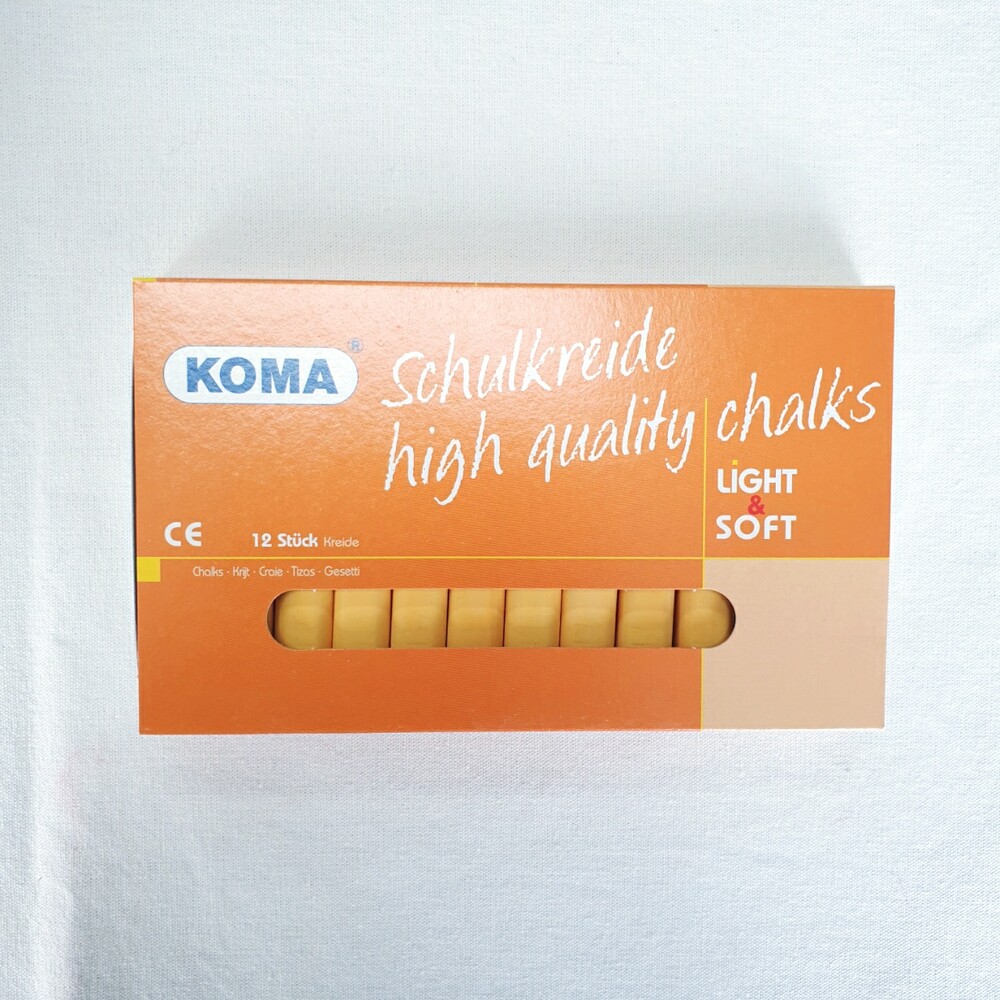 KOMA®
Schulkreide
high quality chalks
LiGHT
&
SOFT
CE
12 Stück Kreide
Chalks · Krijt · Craie · Tizas · Gesetti